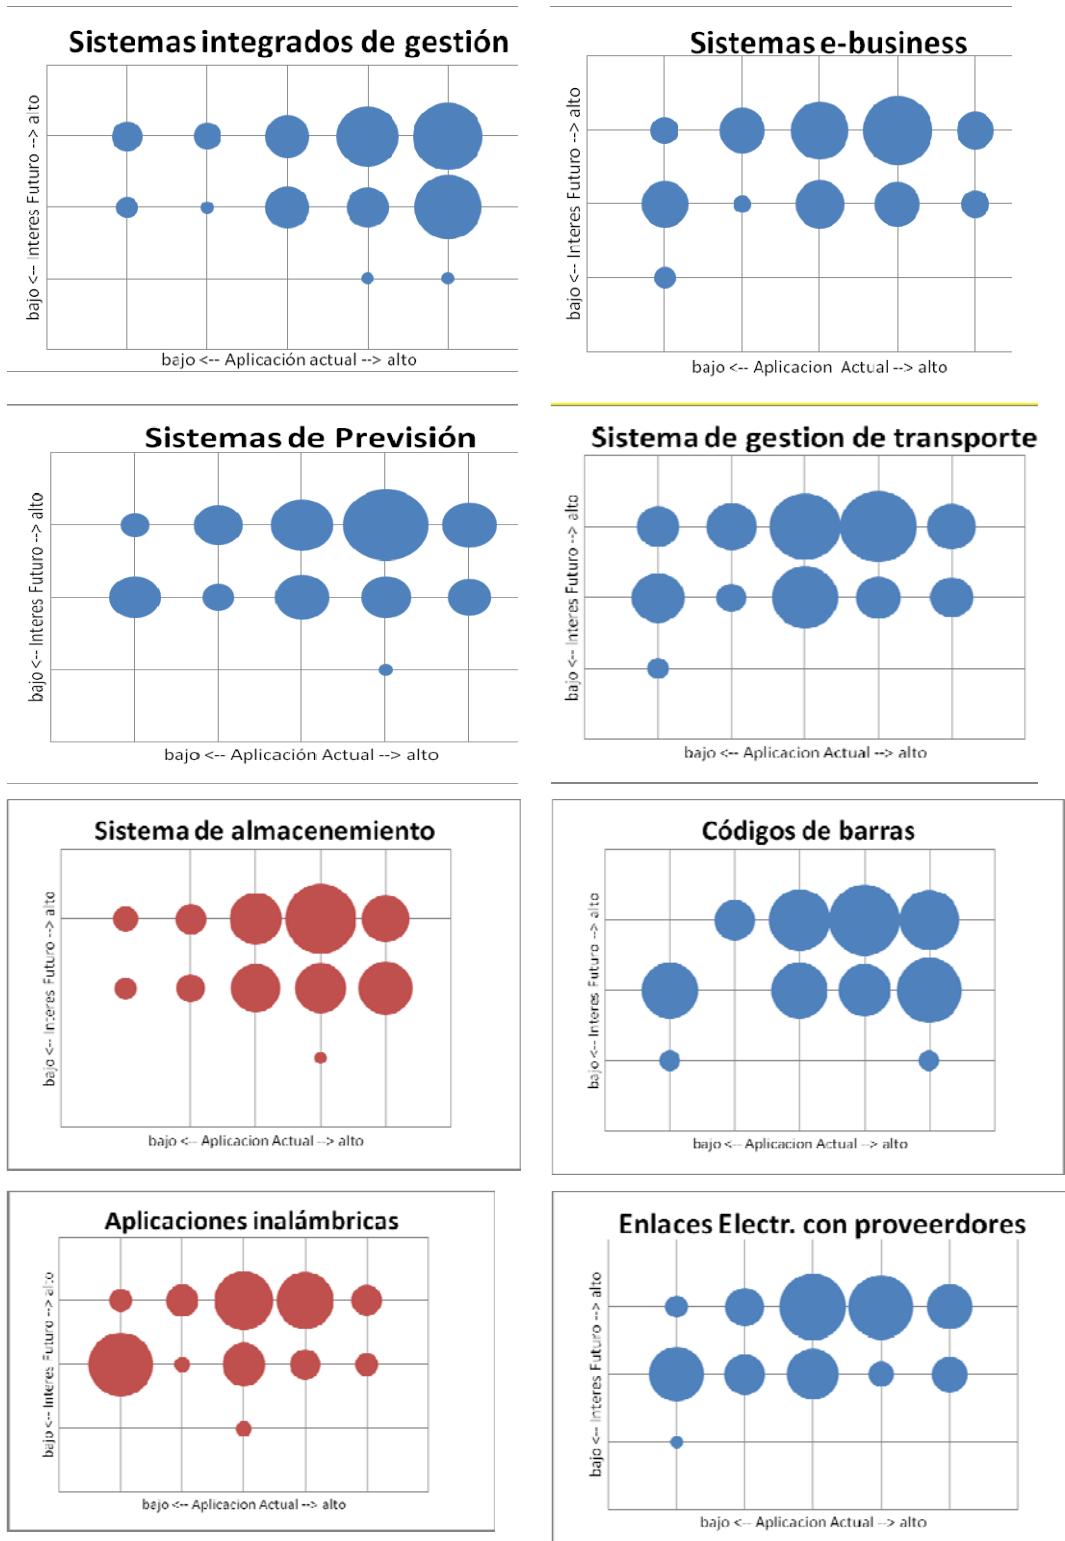 Sistemas integrados de gestión
bajo <-- Interes Futuro --> alto
bajo <-- Aplicación actual --> alto
Sistemas e-business
bajo <-- Interes Futuro --> alto
bajo <-- Aplicacion Actual --> alto
Sistemas de Previsión
bajo <-- Interes Futuro --> alto
bajo <-- Aplicación Actual --> alto
Sistema de gestion de transporte
bajo <-- Interes Futuro --> alto
bajo <-- Aplicacion Actual --> alto
Sistema de almacenemiento
bajo <-- Interes Futuro --> alto
bajo <-- Aplicacion Actual --> alto
Códigos de barras
bajo <-- Interes Futuro --> alto
bajo <-- Aplicacion Actual --> alto
Aplicaciones inalámbricas
bajo <-- Interes Futuro --> alto
bajo <-- Aplicacion Actual --> alto
Enlaces Electr. con proveerdores
bajo <-- Interes Futuro --> alto
bajo <-- Aplicacion Actual --> alto